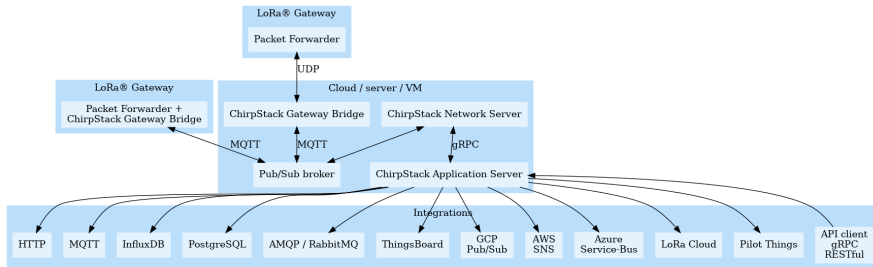 LoRa® Gateway
Packet Forwarder
UDP
LoRa® Gateway
Packet Forwarder +
ChirpStack Gateway Bridge
Cloud / server / VM
ChirpStack Gateway Bridge
ChirpStack Network Server
MQTT
MQTT
gRPC
Pub/Sub broker
ChirpStack Application Server
Integrations
HTTP
MQTT
InfluxDB
PostgreSQL
AMQP / RabbitMQ
ThingsBoard
GCP
Pub/Sub
AWS
SNS
Azure
Service-Bus
LoRa Cloud
Pilot Things
API client
gRPC
RESTful